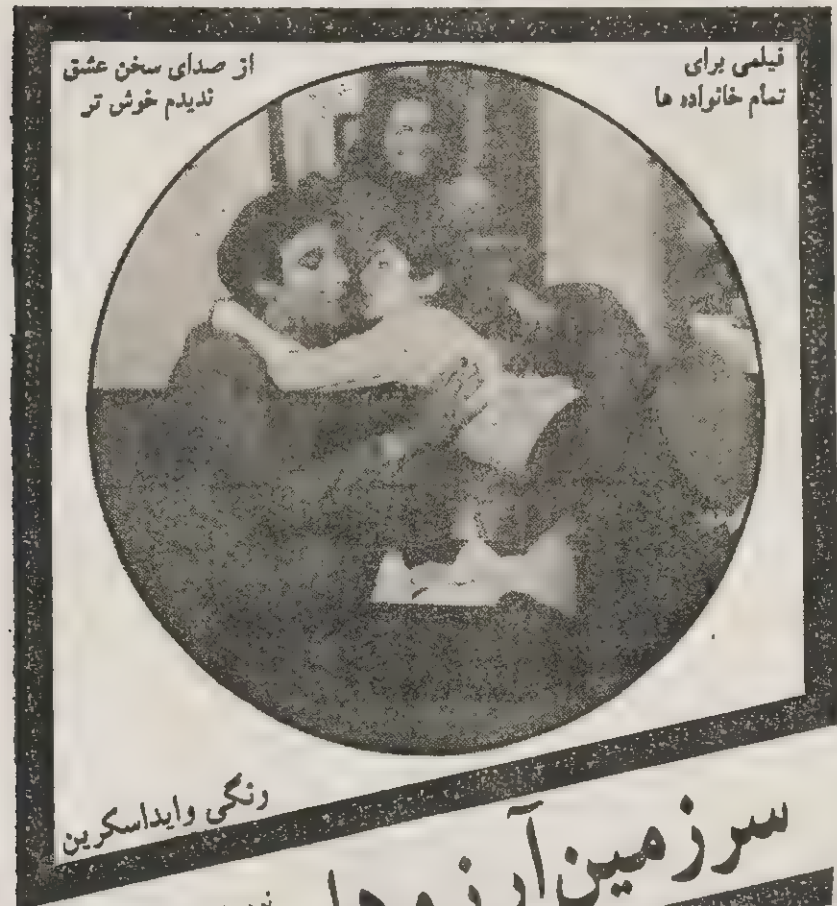 فیلمی برای
تمام خانواده ها
از صدای سخن عشق
ندیدم خوش تر
رنگی وایداسکرین
سرزمین آرزوها